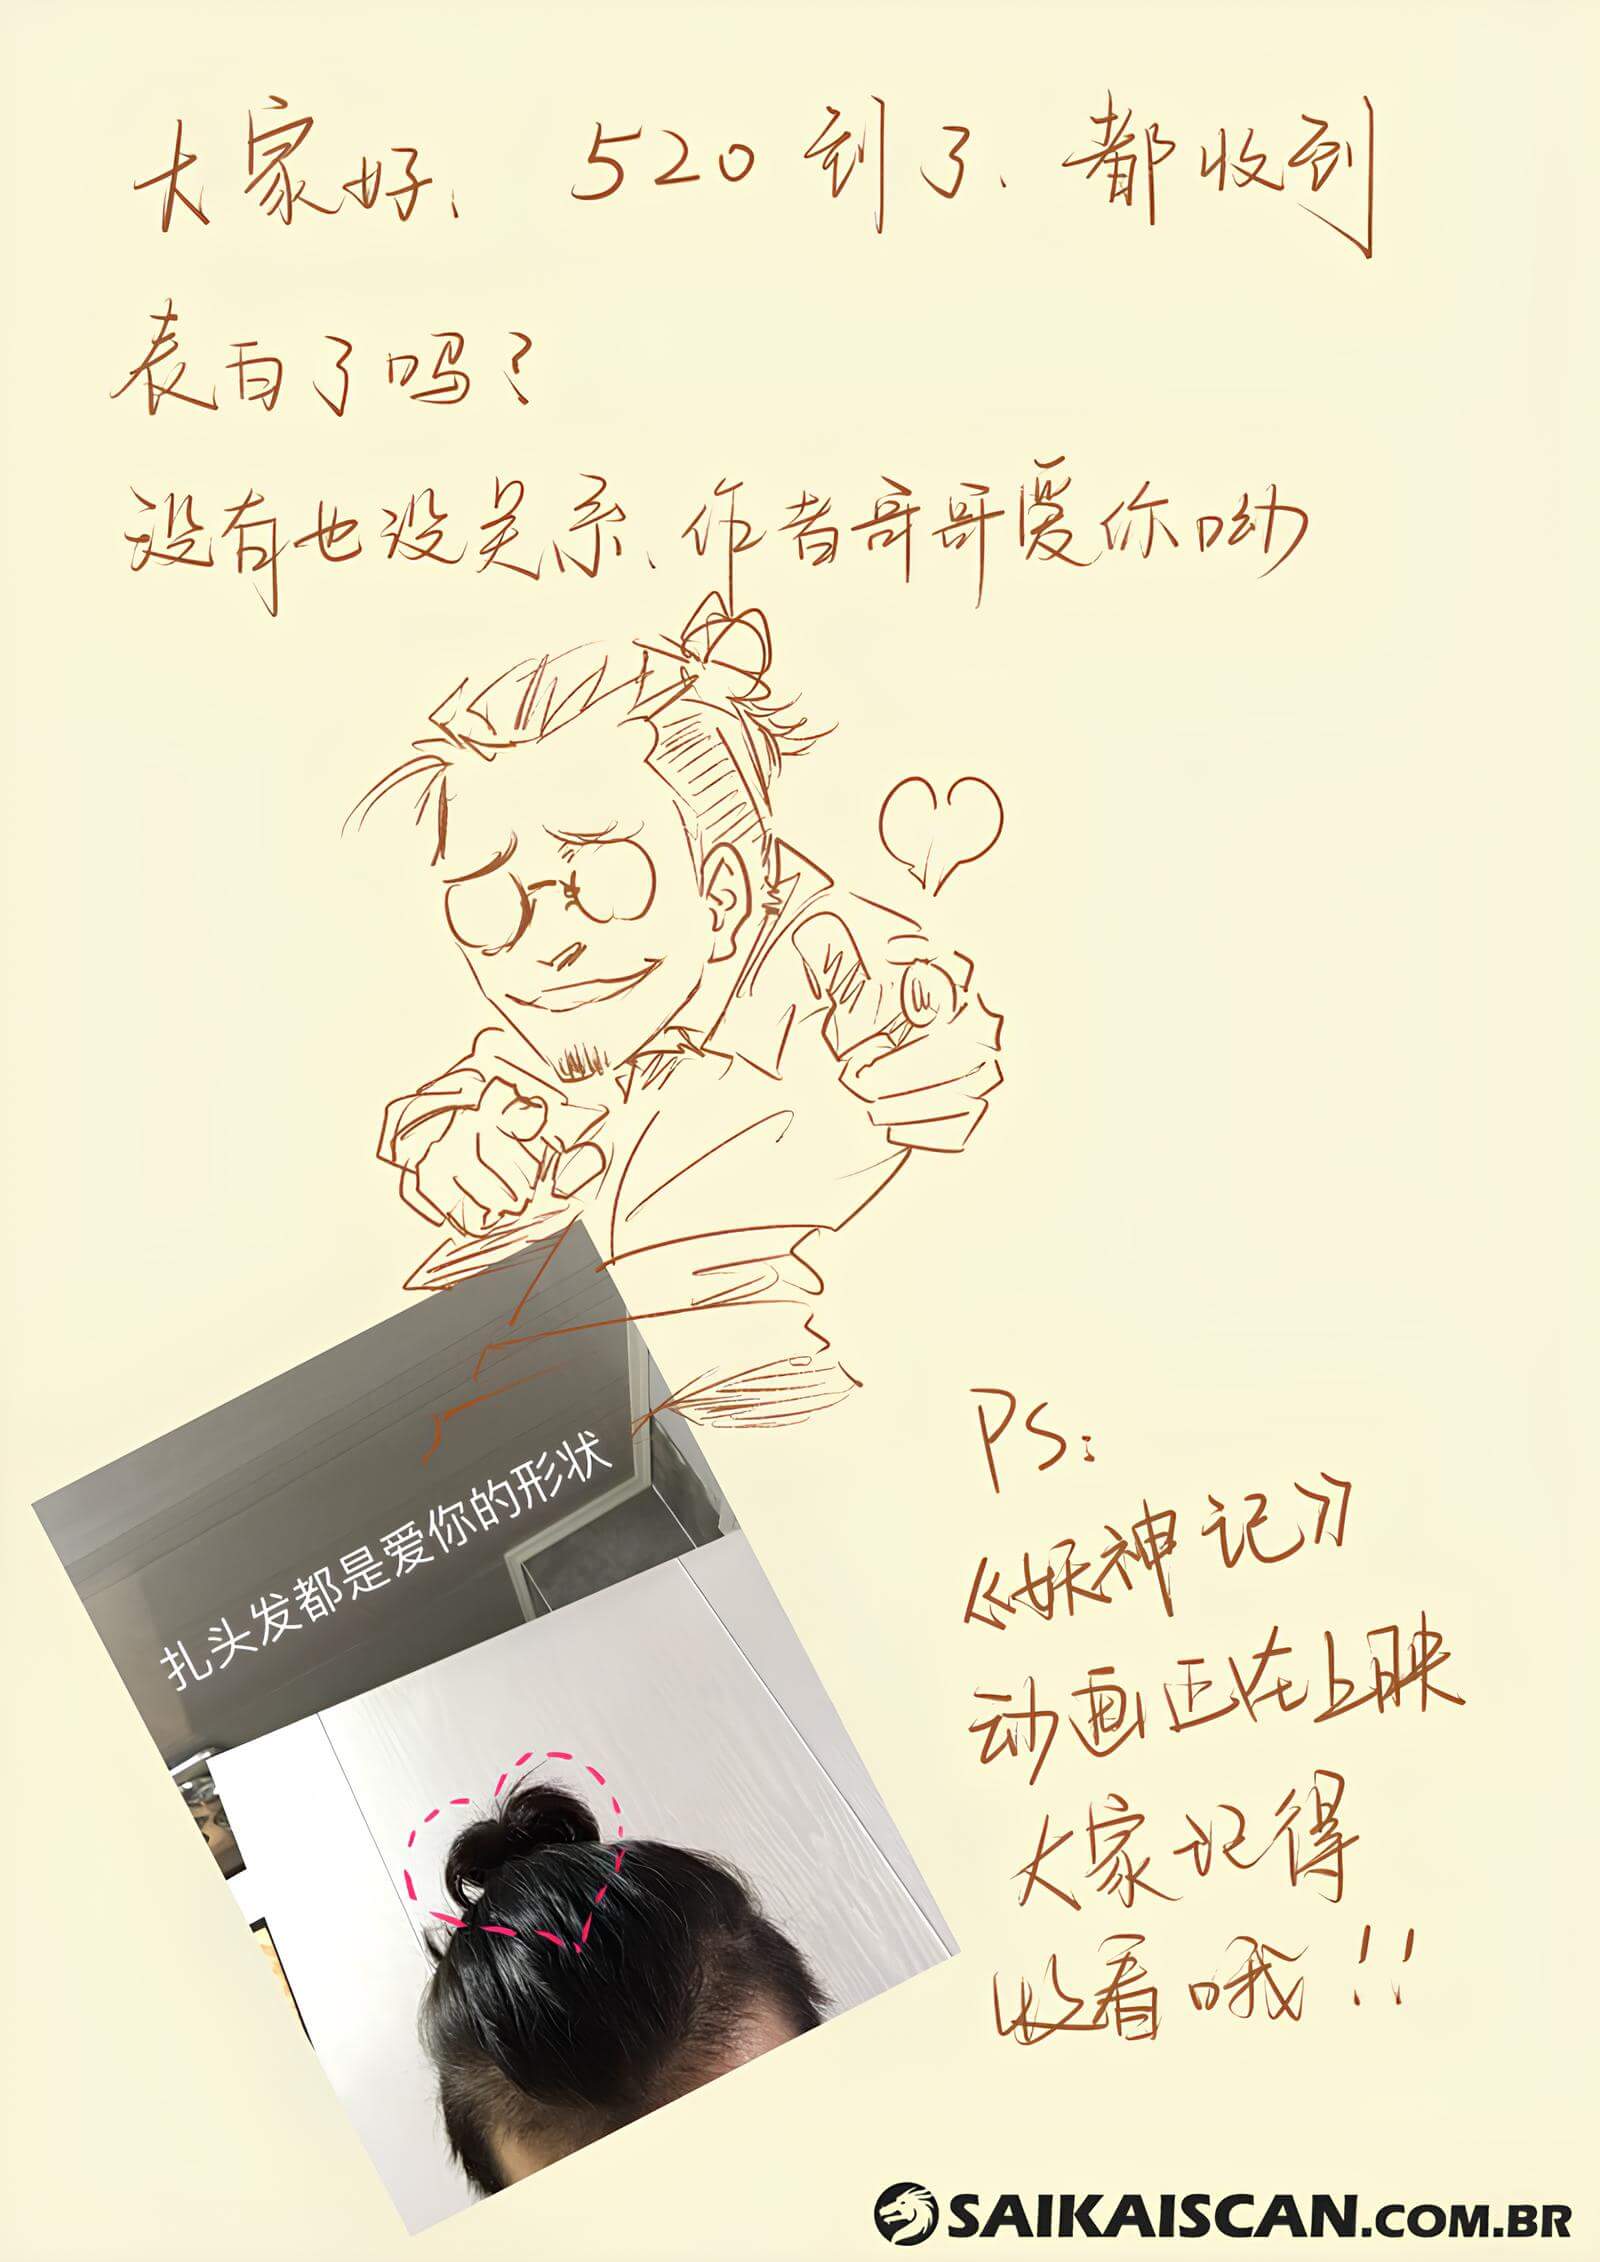 大家好、520到了、都收到
表白了吗?
没有也没关系、作者哥哥爱你呦
扎头发都是爱你的形状
PS:
《妖神记》
动画正在上映
大家记得
收看哦!!
SAIKAISCAN.COM.BR